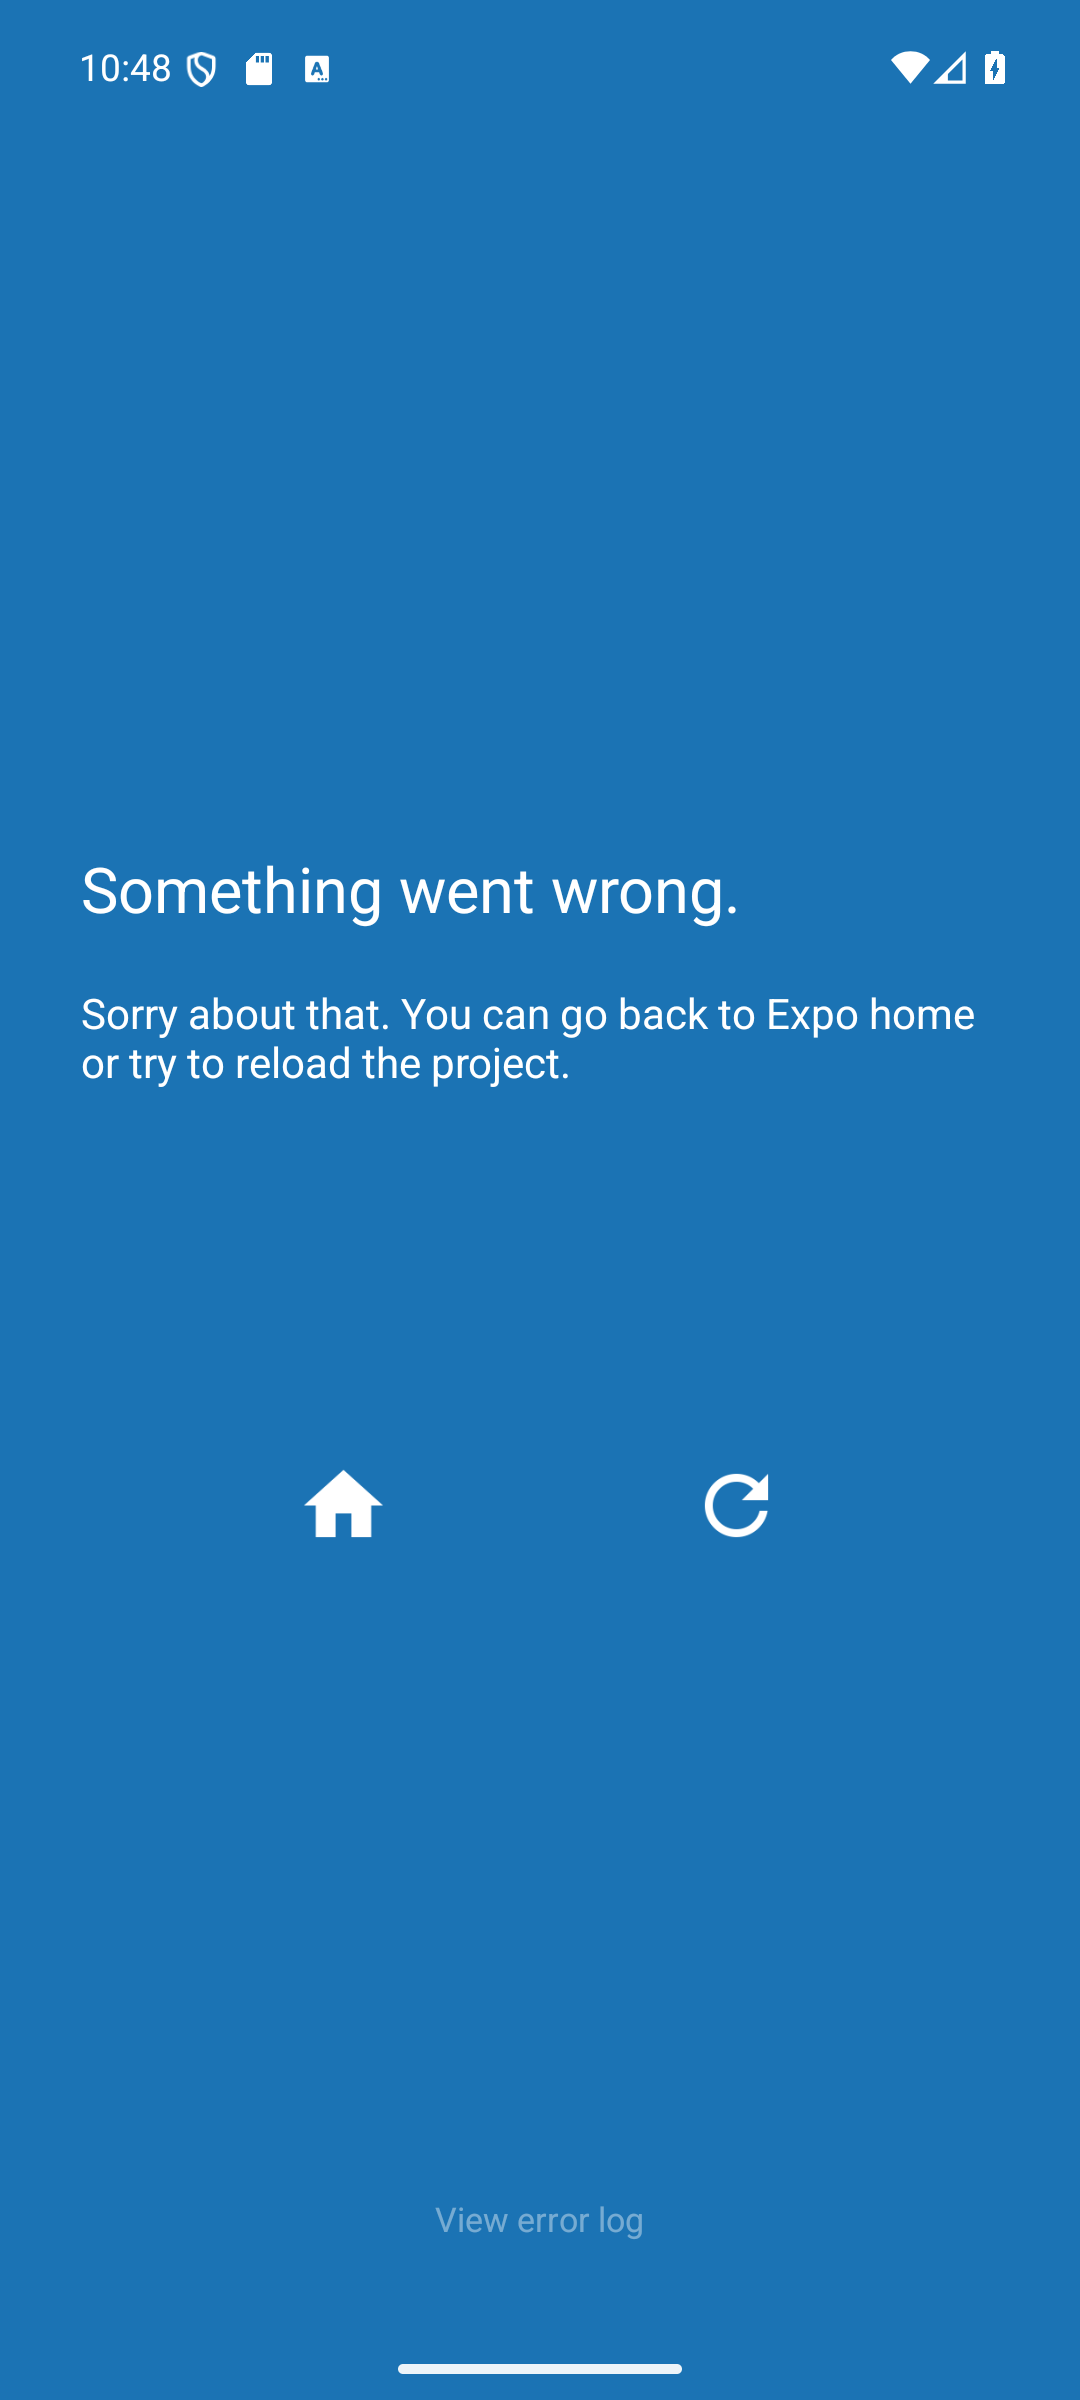 10:48
Something went wrong.
Sorry about that. You can go back to Expo home
or try to reload the project.
View error log